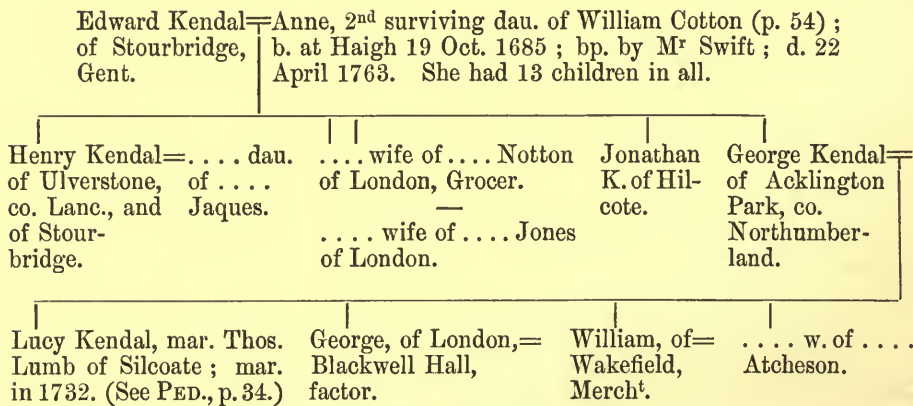 Edward Kendal= of Stourbridge, Gent.
Anne, 2nd surviving dau. of William Cotton (p. 54) ;
b. at Haigh 19 Oct. 1685 ; bp. by Mr Swift ; d. 22
April 1763. She had 13 children in all.
Henry Kendal=
of Ulverstone,
co. Lanc., and
of Stour-
bridge.
. . . . dau.
of . . . .
Jaques.
. . . . wife of . . . . Notton
of London, Grocer.
—
. . . . wife of . . . . Jones
of London.
Jonathan
K. of Hil-
cote.
George Kendal=
of Acklington
Park, co.
Northumber-
land.
Lucy Kendal, mar. Thos.
Lumb of Silcoate ; mar.
in 1732. (See PED., p. 34.)
George, of London,=
Blackwell Hall,
factor.
William, of=
Wakefield,
Mercht.
. . . . w. of . . . .
Atcheson.